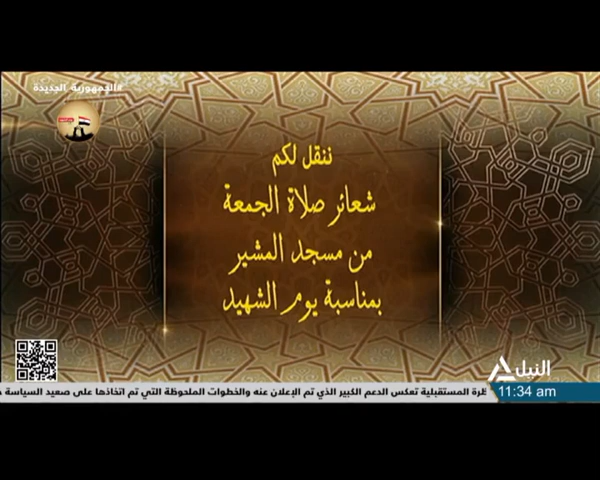 #الجمهورية_الجديدة
ننقل لكم
شعائر صلاة الجمعة
من مسجد المشير
بمناسبة يوم الشهيد
النيل
ظرة المستقبلية تعكس الدعم الكبير الذي تم الإعلان عنه والخطوات الملحوظة التي تم اتخاذها على صعيد السياسة
11:34 am